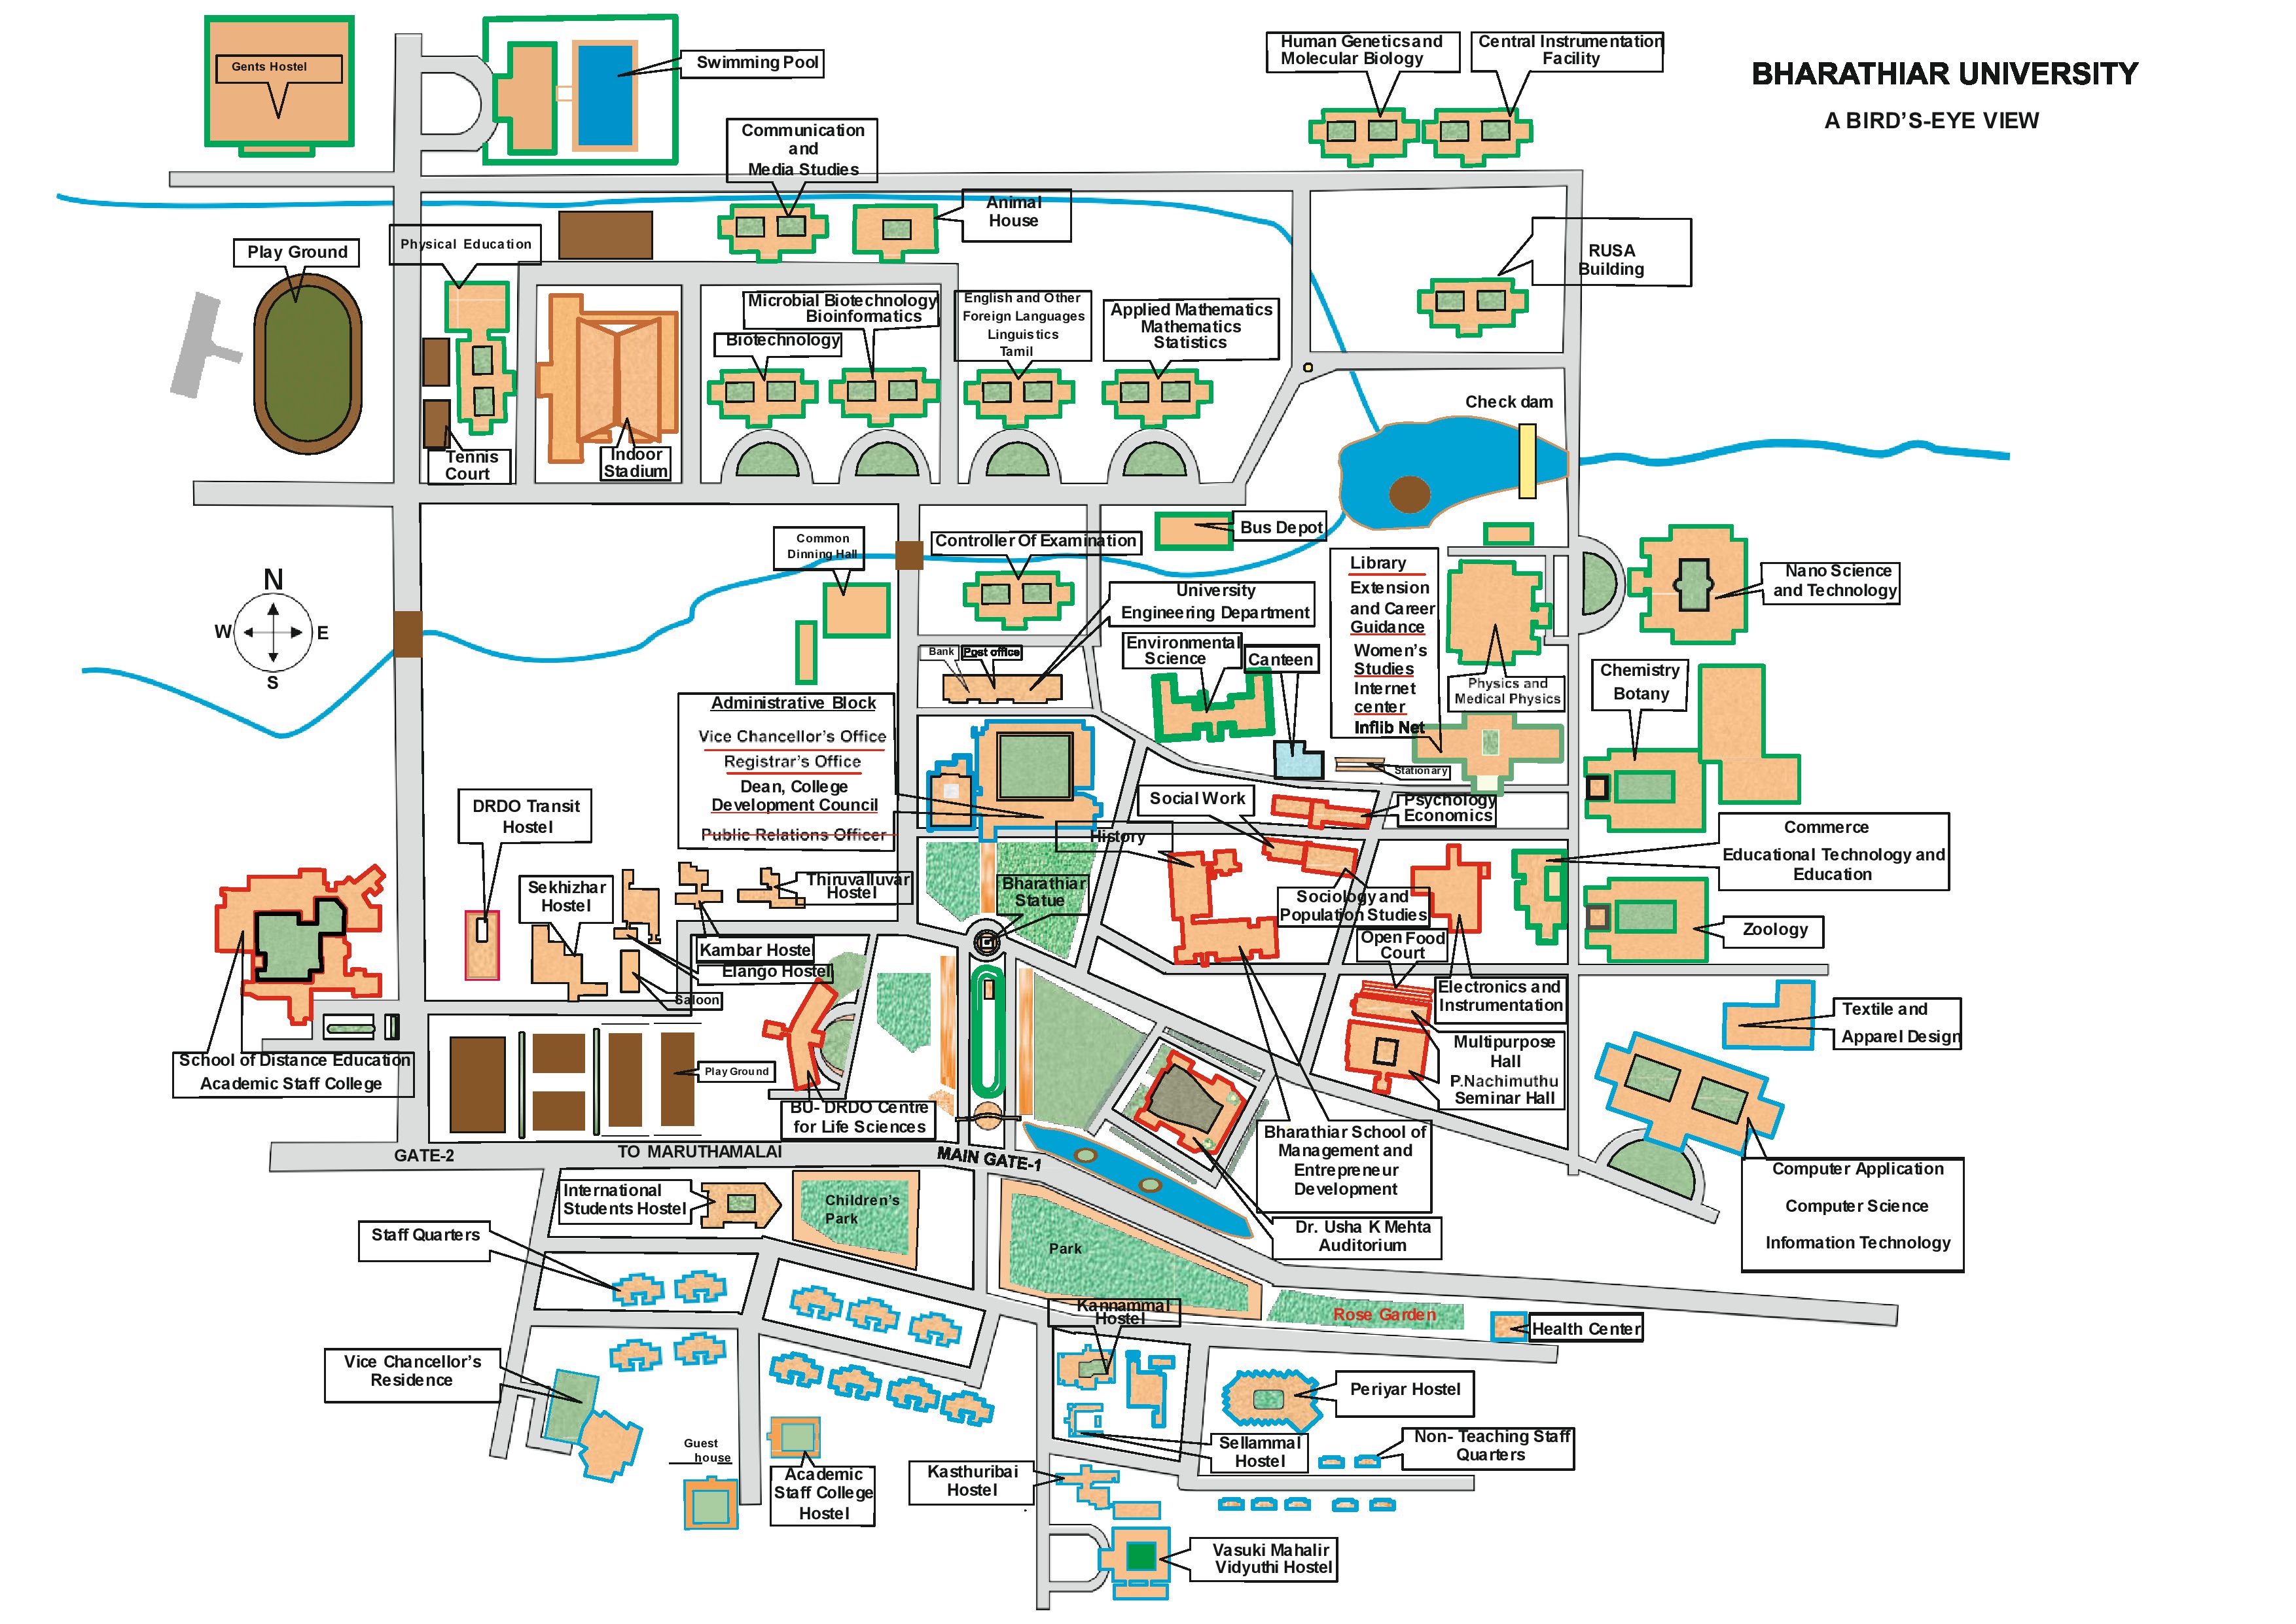 BHARATHIAR UNIVERSITY
A BIRD'S-EYE VIEW
Gents Hostel
Swimming Pool
Human Genetics and
Molecular Biology
Central Instrumentation
Facility
Communication
and
Media Studies
Animal
House
RUSA
Building
Play Ground
Physical Education
Microbial Biotechnology
Bioinformatics
Biotechnology
English and Other
Foreign Languages
Linguistics
Tamil
Applied Mathematics
Mathematics
Statistics
Check dam
Tennis
Court
Indoor
Stadium
Common
Dinning Hall
Controller Of Examination
Bus Depot
N
W
E
S
University
Engineering Department
Bank
Post office
Environmental
Science
Canteen
Library
Extension
and Career
Guidance
Women's
Studies
Internet
center
Inflib Net
Physics and
Medical Physics
Nano Science
and Technology
Chemistry
Botany
Administrative Block
Vice Chancellor's Office
Registrar's Office
Dean, College
Development Council
Public Relations Officer
Stationary
Social Work
Psychology
Economics
History
Commerce
Educational Technology and
Education
DRDO Transit
Hostel
Sekhizhar
Hostel
Thiruvalluvar
Hostel
Bharathiar
Statue
Sociology and
Population Studies
Zoology
Kambar Hostel
Elango Hostel
Saloon
Open Food
Court
Electronics and
Instrumentation
Textile and
Apparel Design
School of Distance Education
Academic Staff College
Play Ground
BU- DRDO Centre
for Life Sciences
Multipurpose
Hall
P.Nachimuthu
Seminar Hall
Bharathiar School of
Management and
Entrepreneur
Development
Dr. Usha K Mehta
Auditorium
Computer Application
Computer Science
Information Technology
GATE-2
TO MARUTHAMALAI
MAIN GATE-1
International
Students Hostel
Children's
Park
Staff Quarters
Park
Kannammal
Hostel
Rose Garden
Health Center
Vice Chancellor's
Residence
Periyar Hostel
Guest
house
Academic
Staff College
Hostel
Sellammal
Hostel
Non- Teaching Staff
Quarters
Kasthuribai
Hostel
Vasuki Mahalir
Vidyuthi Hostel